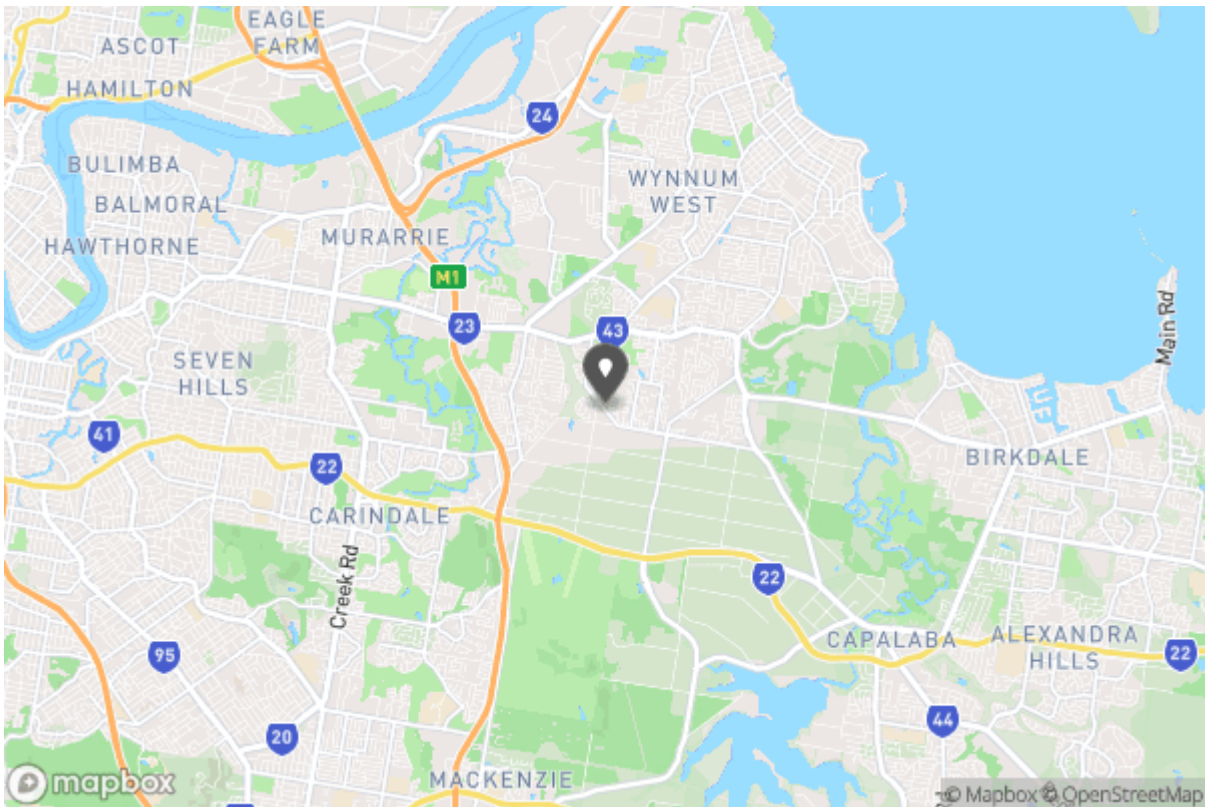 EAGLE
FARM
ASCOT
HAMILTON
24
BULIMBA
WYNNUM
WEST
BALMORAL
MURARRIE
HAWTHORNE
M1
Main Rd
23
43
SEVEN
HILLS
41
22
BIRKDALE
CARINDALE
Creek Rd
22
CAPALABA
ALEXANDRA
HILLS
22
95
44
20
MACKENZIE
mapbox
© Mapbox © OpenStreetMap